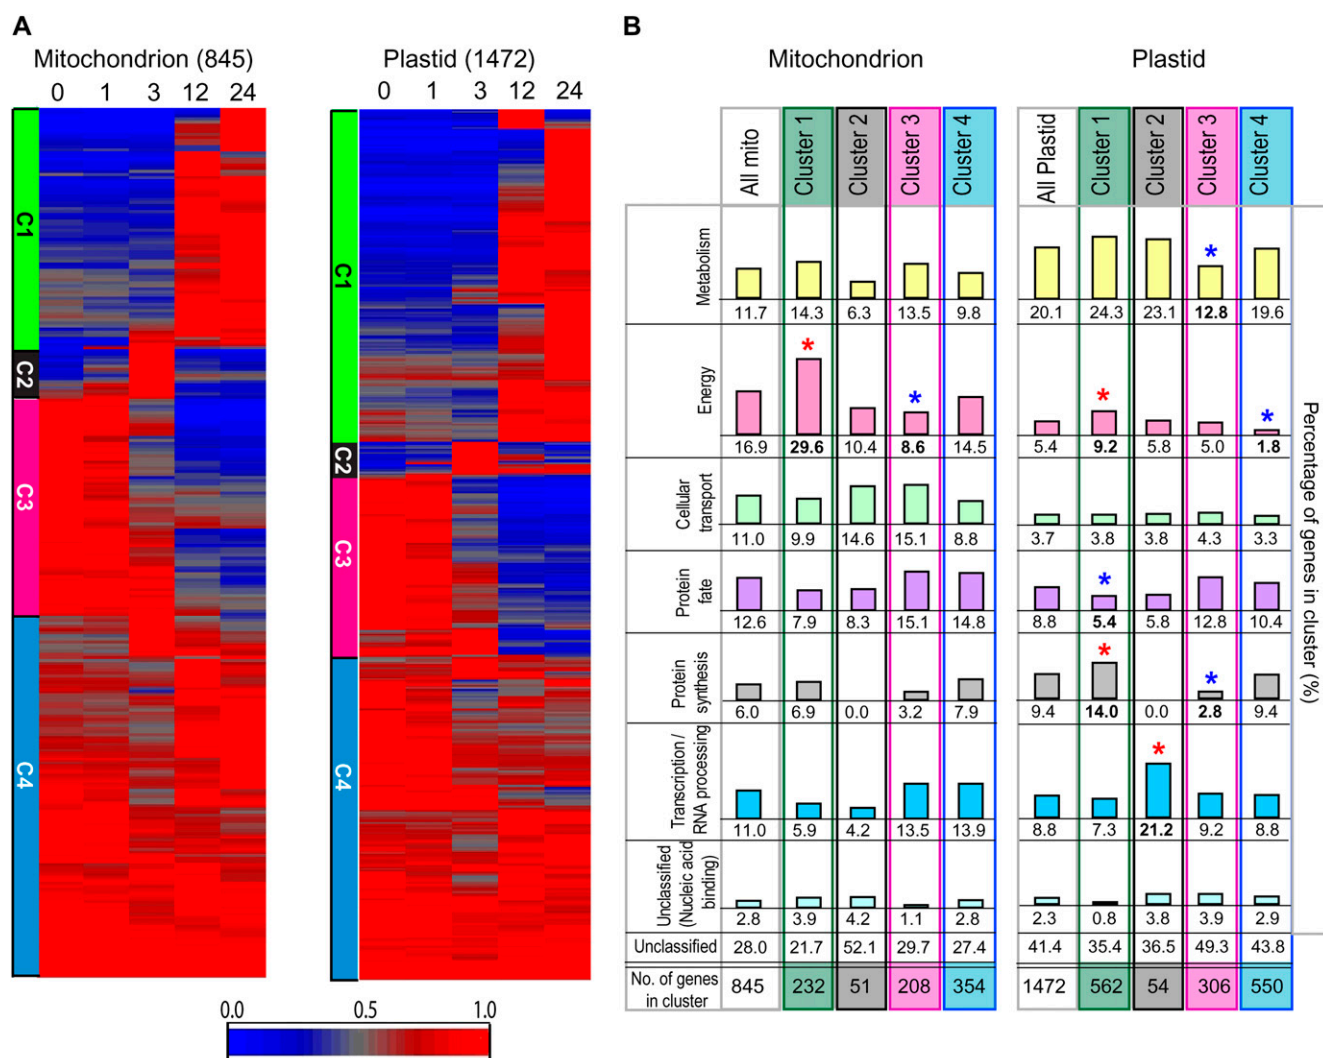 A
Mitochondrion (845)
0 1 3 12 24
C1
C2
C3
C4
Plastid (1472)
0 1 3 12 24
C1
C2
C3
C4
0.0 0.5 1.0
B
Mitochondrion
Plastid
All mito
Cluster 1
Cluster 2
Cluster 3
Cluster 4
All Plastid
Cluster 1
Cluster 2
Cluster 3
Cluster 4
Metabolism
* 
11.7 14.3 6.3 13.5 9.8 20.1 24.3 23.1 12.8 19.6
Energy
* * * *
16.9 29.6 10.4 8.6 14.5 5.4 9.2 5.8 5.0 1.8
Cellular
transport
11.0 9.9 14.6 15.1 8.8 3.7 3.8 3.8 4.3 3.3
Protein
fate
*
12.6 7.9 8.3 15.1 14.8 8.8 5.4 5.8 12.8 10.4
Protein
synthesis
* *
6.0 6.9 0.0 3.2 7.9 9.4 14.0 0.0 2.8 9.4
Transcription /
RNA processing
*
11.0 5.9 4.2 13.5 13.9 8.8 7.3 21.2 9.2 8.8
Unclassified
(Nucleic acid
binding)
2.8 3.9 4.2 1.1 2.8 2.3 0.8 3.8 3.9 2.9
Unclassified 28.0 21.7 52.1 29.7 27.4 41.4 35.4 36.5 49.3 43.8
No. of genes
in cluster
845 232 51 208 354 1472 562 54 306 550
Percentage of genes in cluster (%)